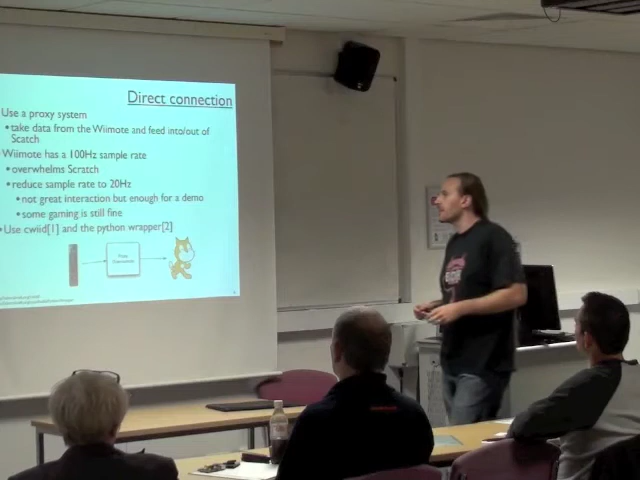 Direct connection
Use a proxy system
•take data from the Wiimote and feed into/out of
Scatch
Wiimote has a 100Hz sample rate
•overwhelms Scratch
•reduce sample rate to 20Hz
•not great interaction but enough for a demo
•some gaming is still fine
•Use cwiid[1] and the python wrapper[2]